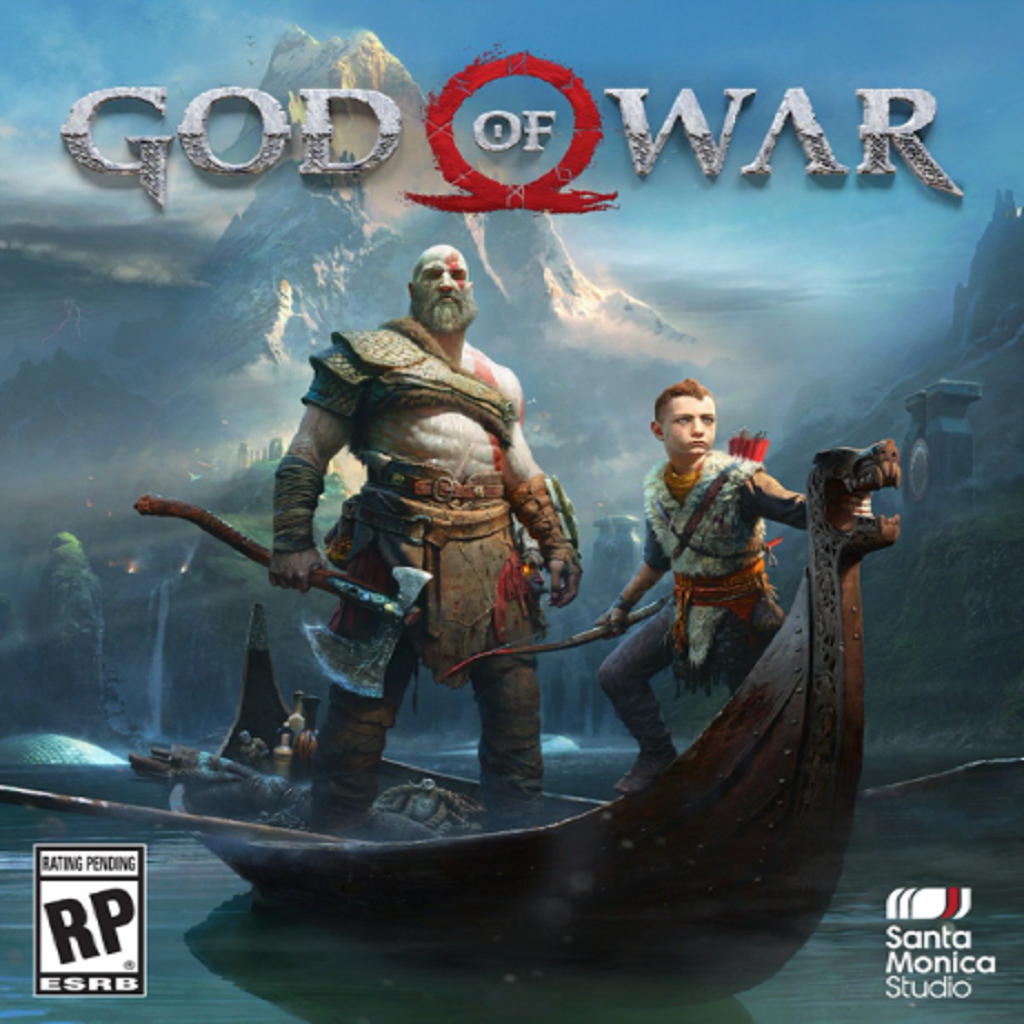 GOD OF WAR
RATING PENDING
RP
ESRB
Santa
Monica
Studio